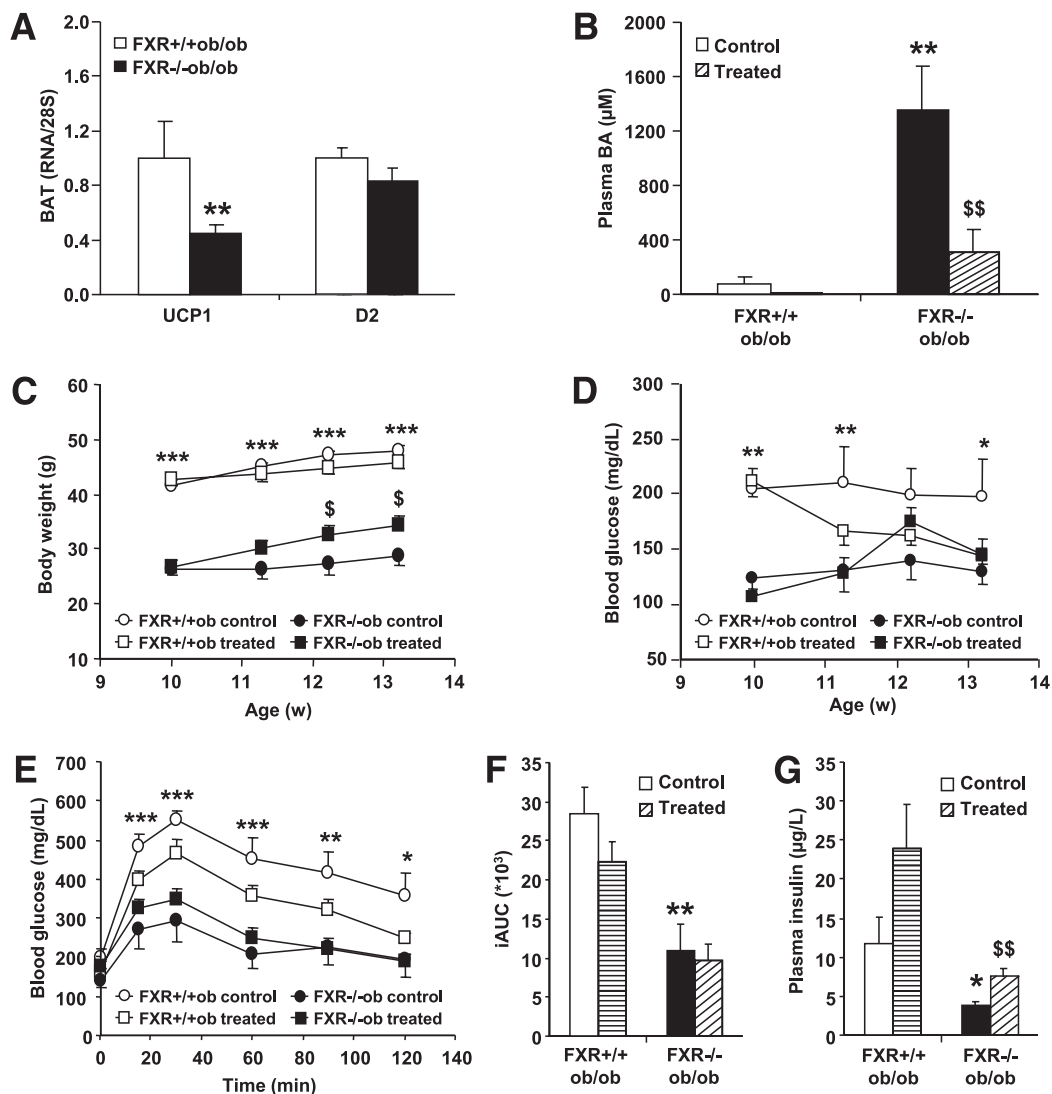 A
BAT (RNA/28S)
2.0
1.6
1.2
0.8
0.4
0.0
FXR+/+ob/ob
FXR-/-ob/ob
**
UCP1 D2
B
Plasma BA (µM)
2000
1600
1200
800
400
0
Control
Treated
**
$$
FXR+/+ FXR-/-
ob/ob ob/ob
C
Body weight (g)
60
50
40
30
20
10
*** *** *** ***
$ $
FXR+/+ob control FXR-/-ob control
FXR+/+ob treated FXR-/-ob treated
9 10 11 12 13 14
Age (w)
D
Blood glucose (mg/dL)
300
250
200
150
100
50
** ** *
FXR+/+ob control FXR-/-ob control
FXR+/+ob treated FXR-/-ob treated
9 10 11 12 13 14
Age (w)
E
Blood glucose (mg/dL)
700
600
500
400
300
200
100
0
*** *** *** ** *
FXR+/+ob control FXR-/-ob control
FXR+/+ob treated FXR-/-ob treated
0 20 40 60 80 100 120 140
Time (min)
F
iAUC (*10³)
35
30
25
20
15
10
5
0
Control
Treated
**
FXR+/+ FXR-/-
ob/ob ob/ob
G
Plasma insulin (µg/L)
35
30
25
20
15
10
5
0
Control
Treated
*
$$
FXR+/+ FXR-/-
ob/ob ob/ob